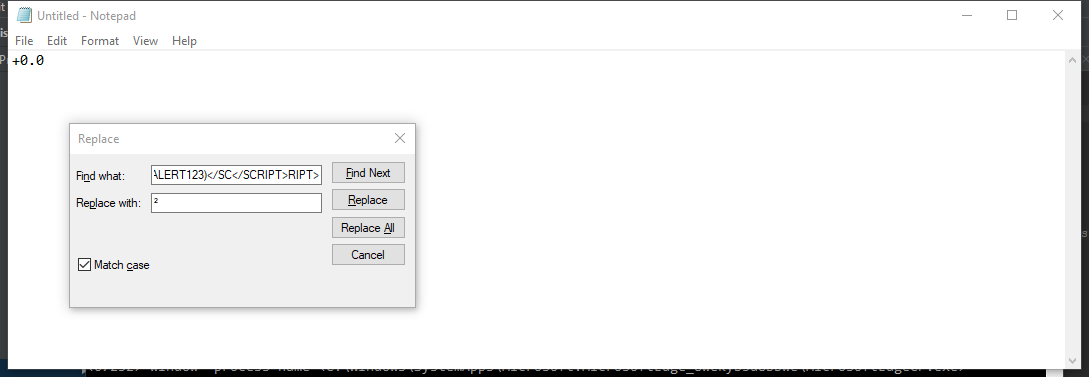 Untitled - Notepad
File Edit Format View Help
+0.0
Replace
Find what: ALERT123)</SC</SCRIPT>RIPT> Find Next
Replace with: ² Replace
Replace All
Cancel
Match case